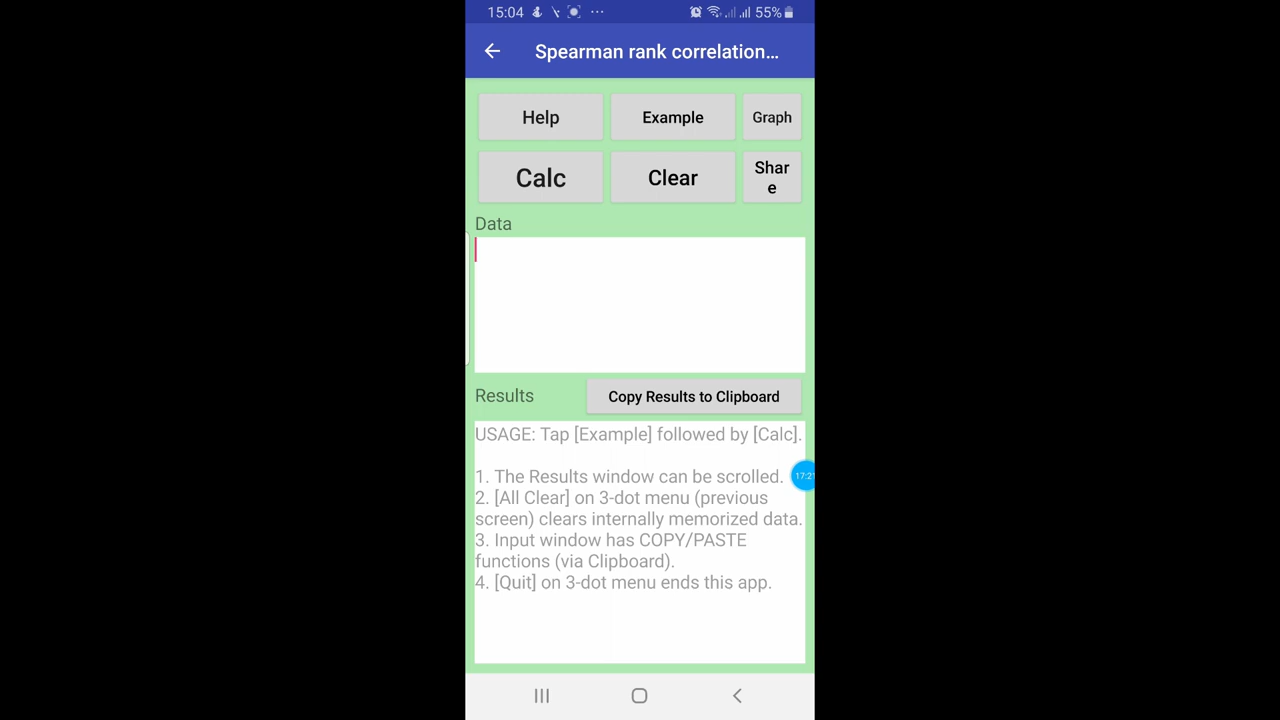 15:04 ... 55%
Spearman rank correlation...
Help Example Graph
Calc Clear Shar
e
Data
Results Copy Results to Clipboard
USAGE: Tap [Example] followed by [Calc].
1. The Results window can be scrolled.
2. [All Clear] on 3-dot menu (previous
screen) clears internally memorized data.
3. Input window has COPY/PASTE
functions (via Clipboard).
4. [Quit] on 3-dot menu ends this app.
17:21